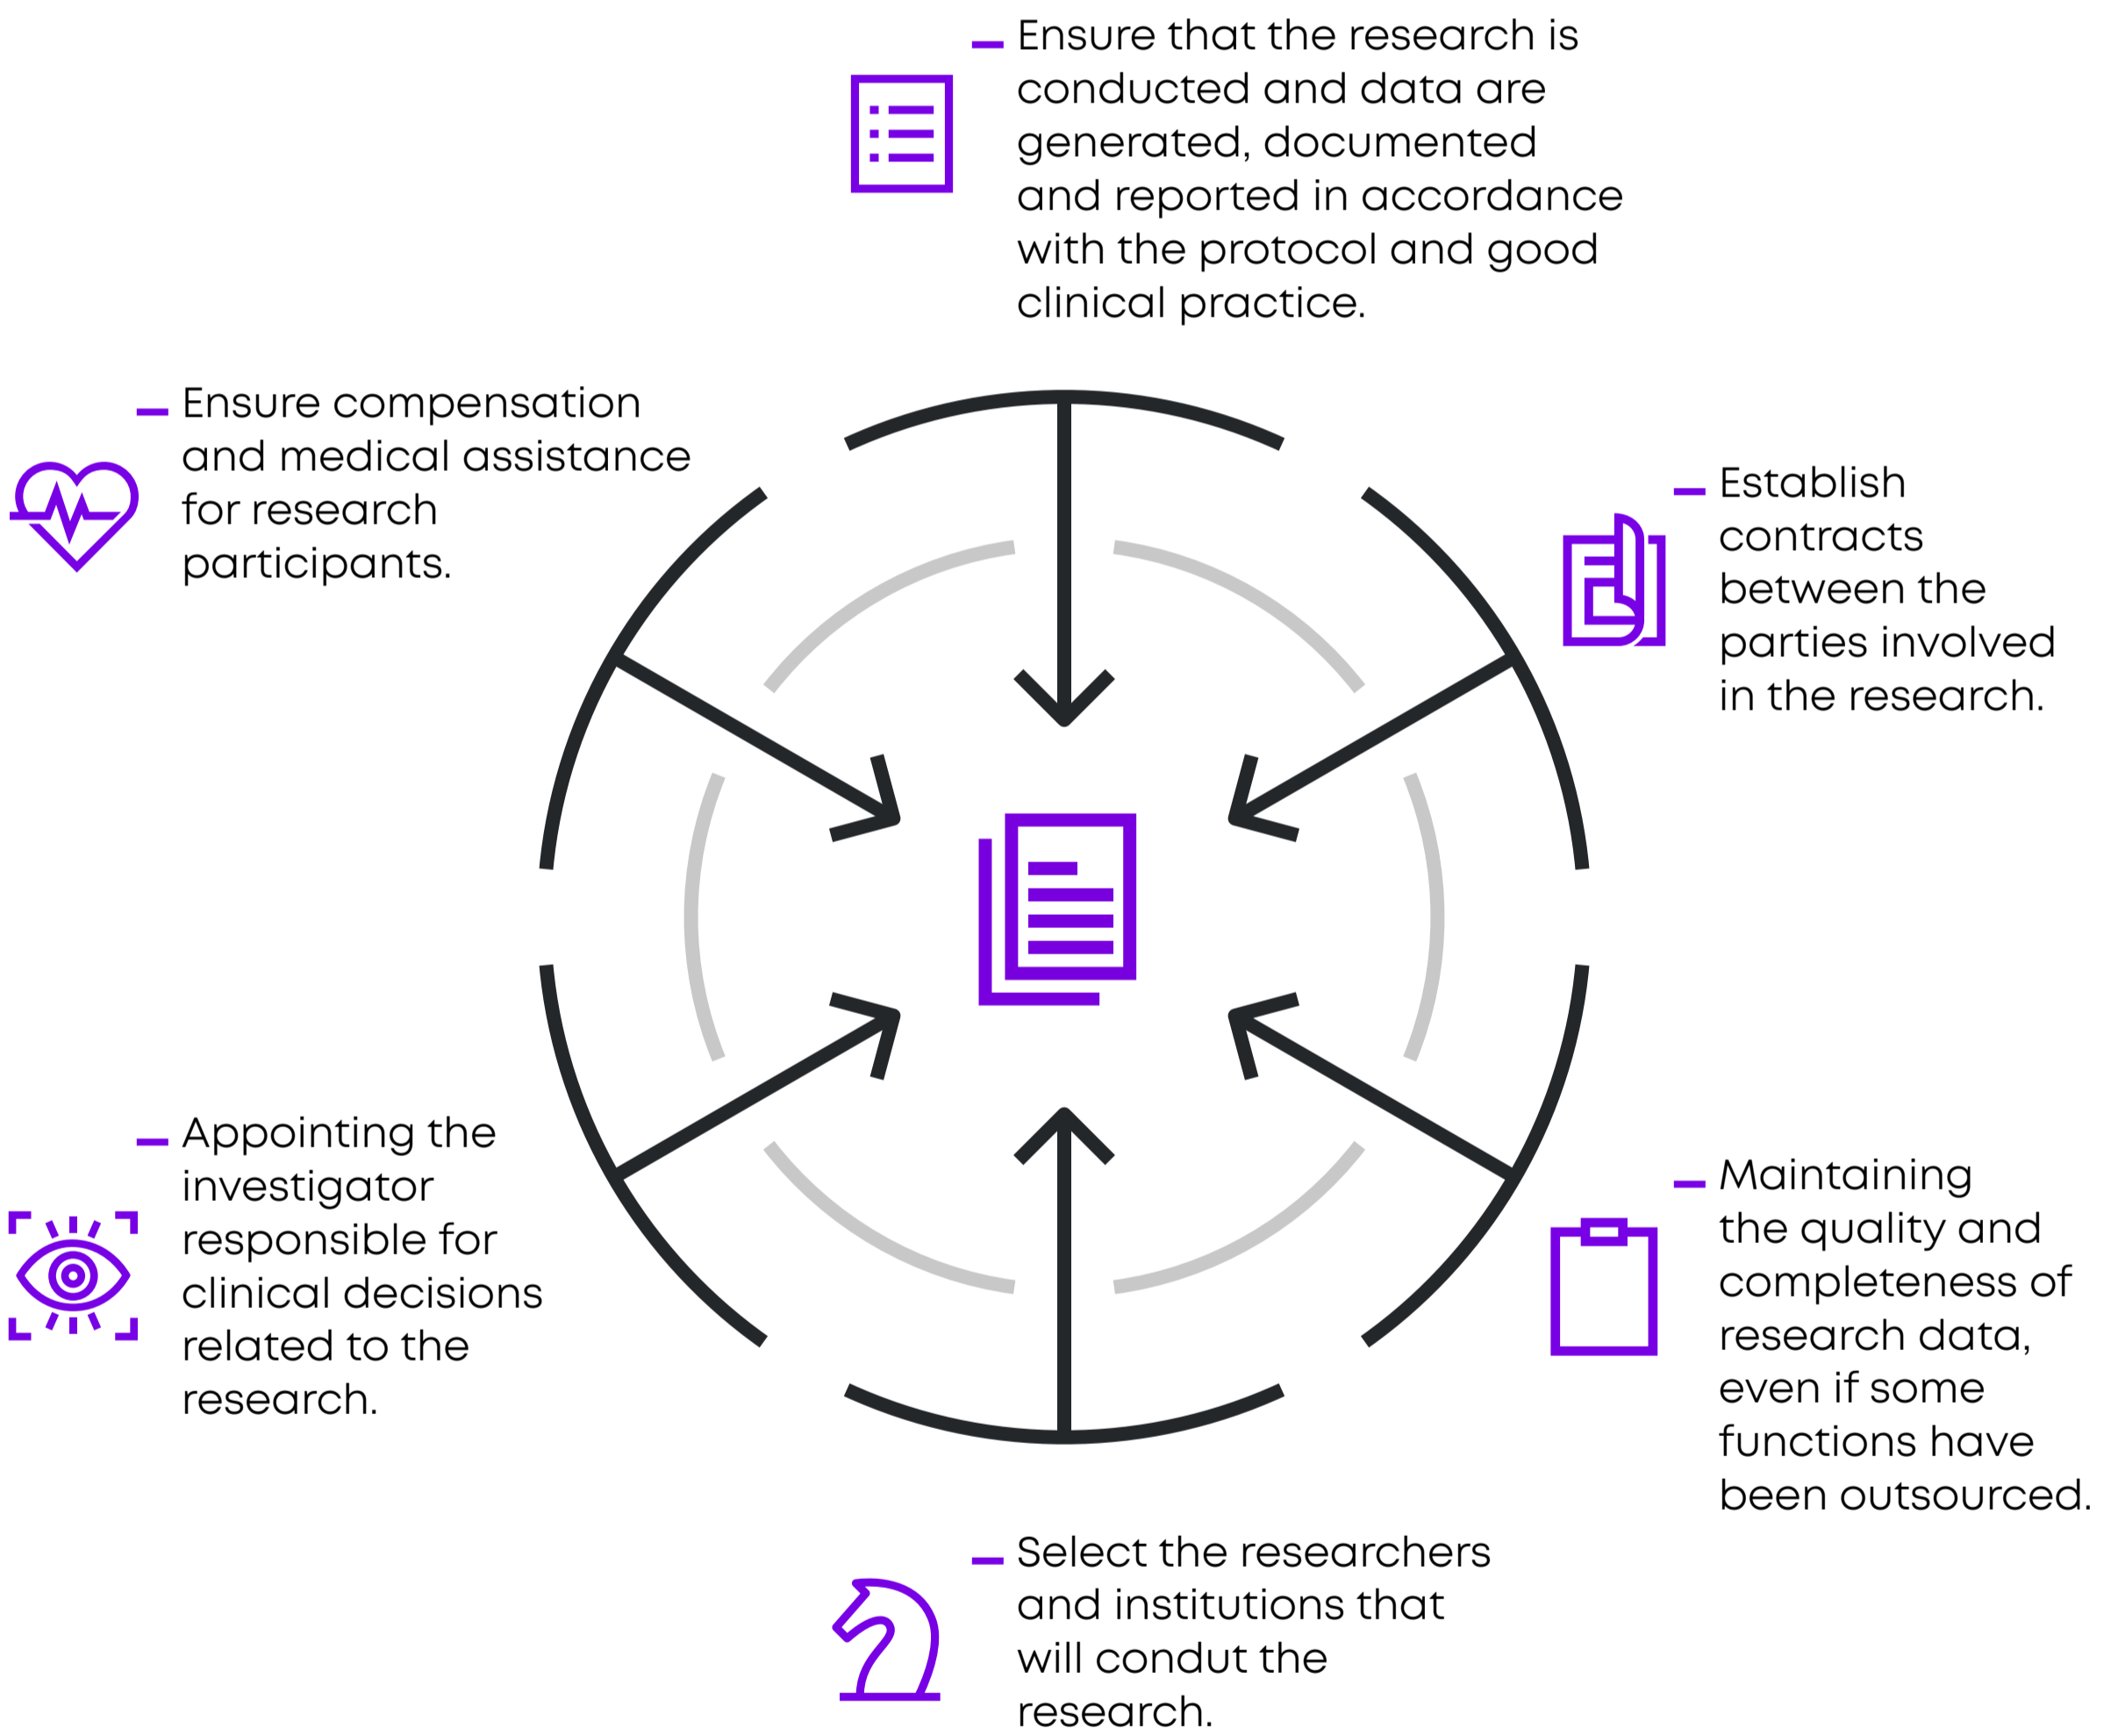 Ensure that the research is
conducted and data are
generated, documented
and reported in accordance
with the protocol and good
clinical practice.
Ensure compensation
and medical assistance
for research
participants.
Establish
contracts
between the
parties involved
in the research.
Appointing the
investigator
responsible for
clinical decisions
related to the
research.
Maintaining
the quality and
completeness of
research data,
even if some
functions have
been outsourced.
Select the researchers
and institutions that
will condut the
research.